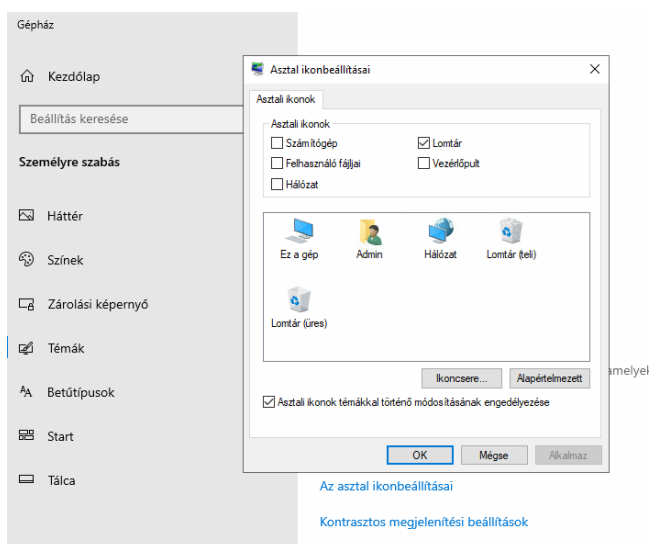 Gépház
Kezdőlap
Beállítás keresése
Személyre szabás
Háttér
Színek
Zárolási képernyő
Témák
Betűtípusok
Start
Tálca
Asztal ikonbeállításai
Asztali ikonok
Asztali ikonok
Számítógép
Lomtár
Felhasználó fájljai
Vezérlőpult
Hálózat
Ez a gép
Admin
Hálózat
Lomtár (teli)
Lomtár (üres)
Ikoncsere...
Alapértelmezett
Asztali ikonok témákkal történő módosításának engedélyezése
OK
Mégse
Alkalmaz
amelyek
Az asztal ikonbeállításai
Kontrasztos megjelenítési beállítások